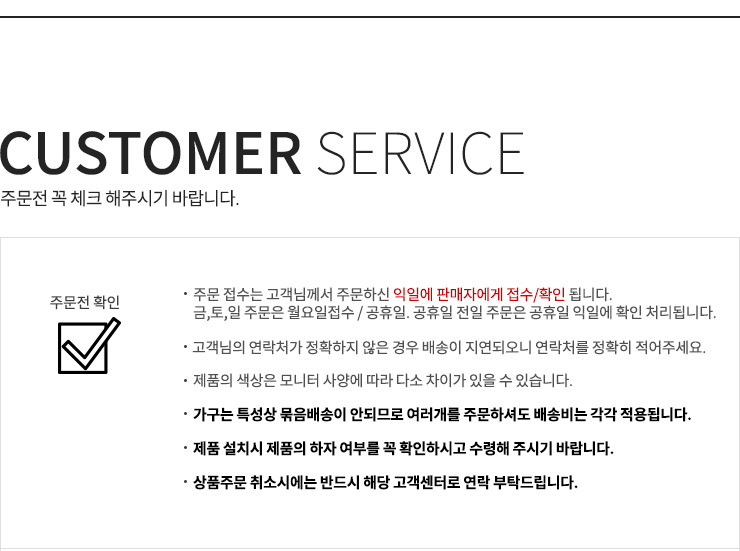 CUSTOMER SERVICE
주문전 꼭 체크 해주시기 바랍니다.
주문전 확인
· 주문 접수는 고객님께서 주문하신 익일에 판매자에게 접수/확인 됩니다.
금,토,일 주문은 월요일접수 / 공휴일. 공휴일 전일 주문은 공휴일 익일에 확인 처리됩니다.
· 고객님의 연락처가 정확하지 않은 경우 배송이 지연되오니 연락처를 정확히 적어주세요.
· 제품의 색상은 모니터 사양에 따라 다소 차이가 있을 수 있습니다.
· 가구는 특성상 묶음배송이 안되므로 여러개를 주문하셔도 배송비는 각각 적용됩니다.
· 제품 설치시 제품의 하자 여부를 꼭 확인하시고 수령해 주시기 바랍니다.
· 상품주문 취소시에는 반드시 해당 고객센터로 연락 부탁드립니다.